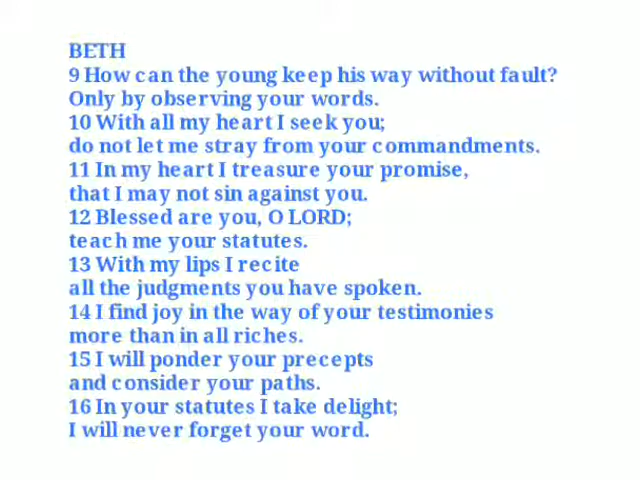 BETH
9 How can the young keep his way without fault?
Only by observing your words.
10 With all my heart I seek you;
do not let me stray from your commandments.
11 In my heart I treasure your promise,
that I may not sin against you.
12 Blessed are you, O LORD;
teach me your statutes.
13 With my lips I recite
all the judgments you have spoken.
14 I find joy in the way of your testimonies
more than in all riches.
15 I will ponder your precepts
and consider your paths.
16 In your statutes I take delight;
I will never forget your word.